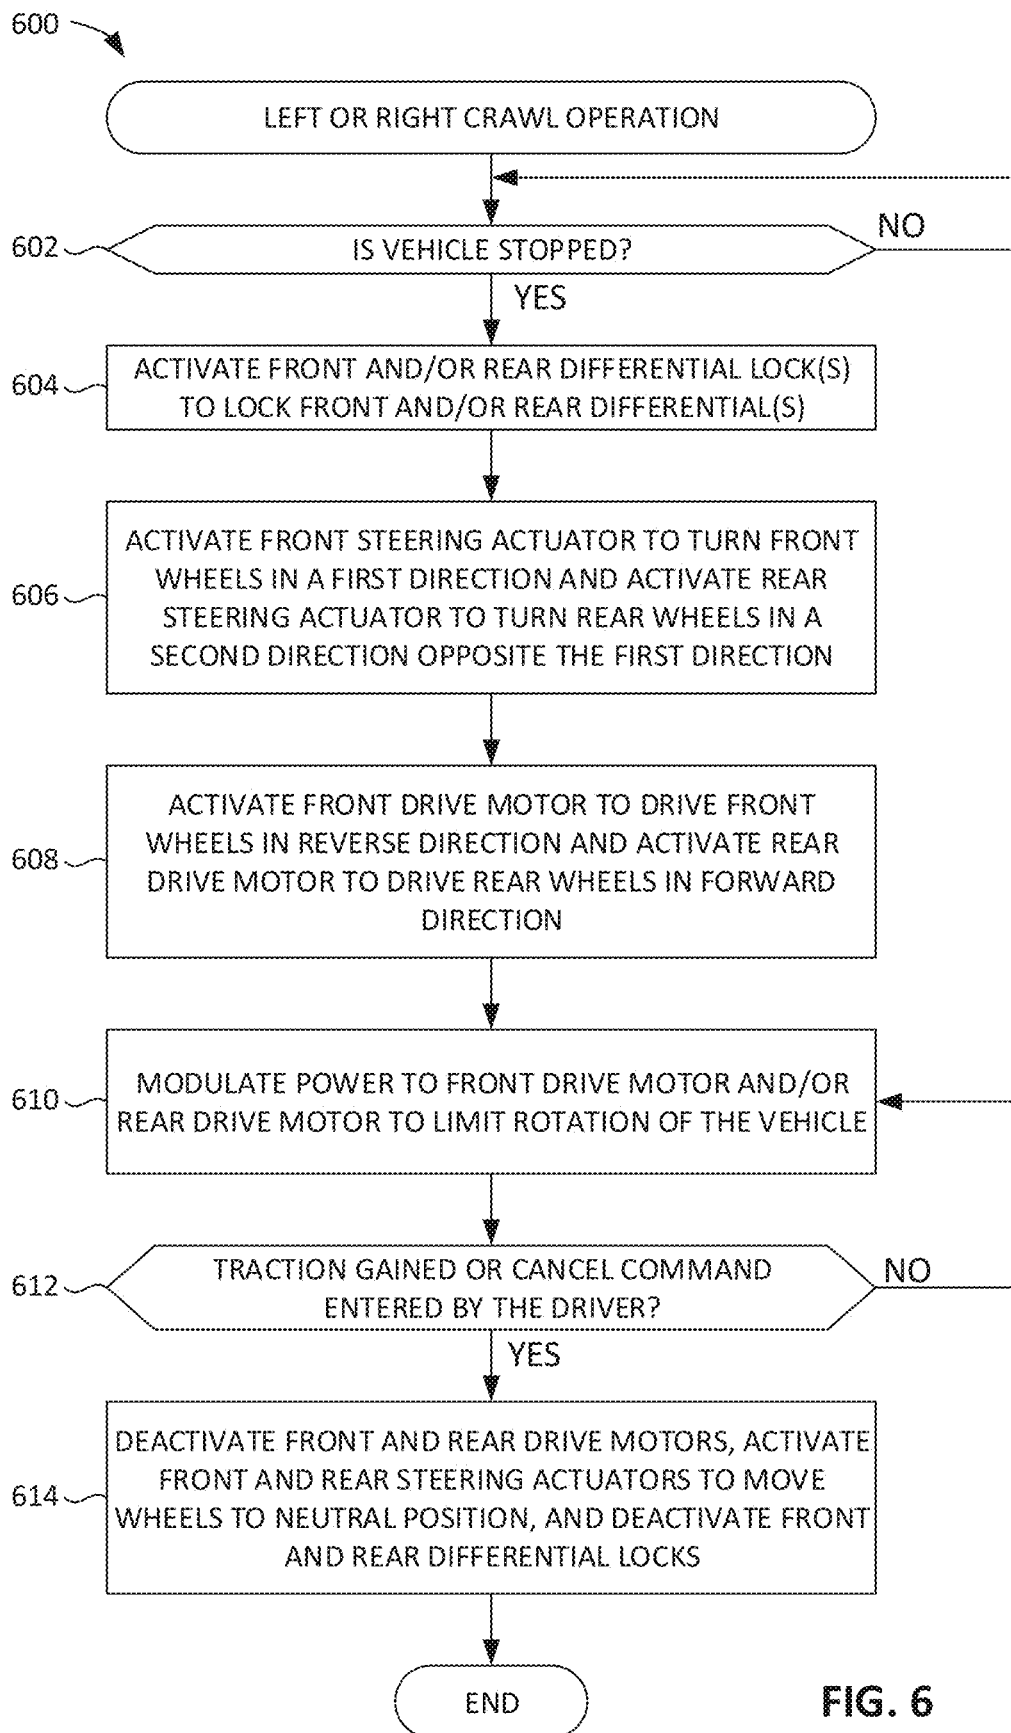 600
LEFT OR RIGHT CRAWL OPERATION
602
IS VEHICLE STOPPED?
NO
YES
604
ACTIVATE FRONT AND/OR REAR DIFFERENTIAL LOCK(S)
TO LOCK FRONT AND/OR REAR DIFFERENTIAL(S)
606
ACTIVATE FRONT STEERING ACTUATOR TO TURN FRONT
WHEELS IN A FIRST DIRECTION AND ACTIVATE REAR
STEERING ACTUATOR TO TURN REAR WHEELS IN A
SECOND DIRECTION OPPOSITE THE FIRST DIRECTION
608
ACTIVATE FRONT DRIVE MOTOR TO DRIVE FRONT
WHEELS IN REVERSE DIRECTION AND ACTIVATE REAR
DRIVE MOTOR TO DRIVE REAR WHEELS IN FORWARD
DIRECTION
610
MODULATE POWER TO FRONT DRIVE MOTOR AND/OR
REAR DRIVE MOTOR TO LIMIT ROTATION OF THE VEHICLE
612
TRACTION GAINED OR CANCEL COMMAND
ENTERED BY THE DRIVER?
NO
YES
614
DEACTIVATE FRONT AND REAR DRIVE MOTORS, ACTIVATE
FRONT AND REAR STEERING ACTUATORS TO MOVE
WHEELS TO NEUTRAL POSITION, AND DEACTIVATE FRONT
AND REAR DIFFERENTIAL LOCKS
END
FIG. 6